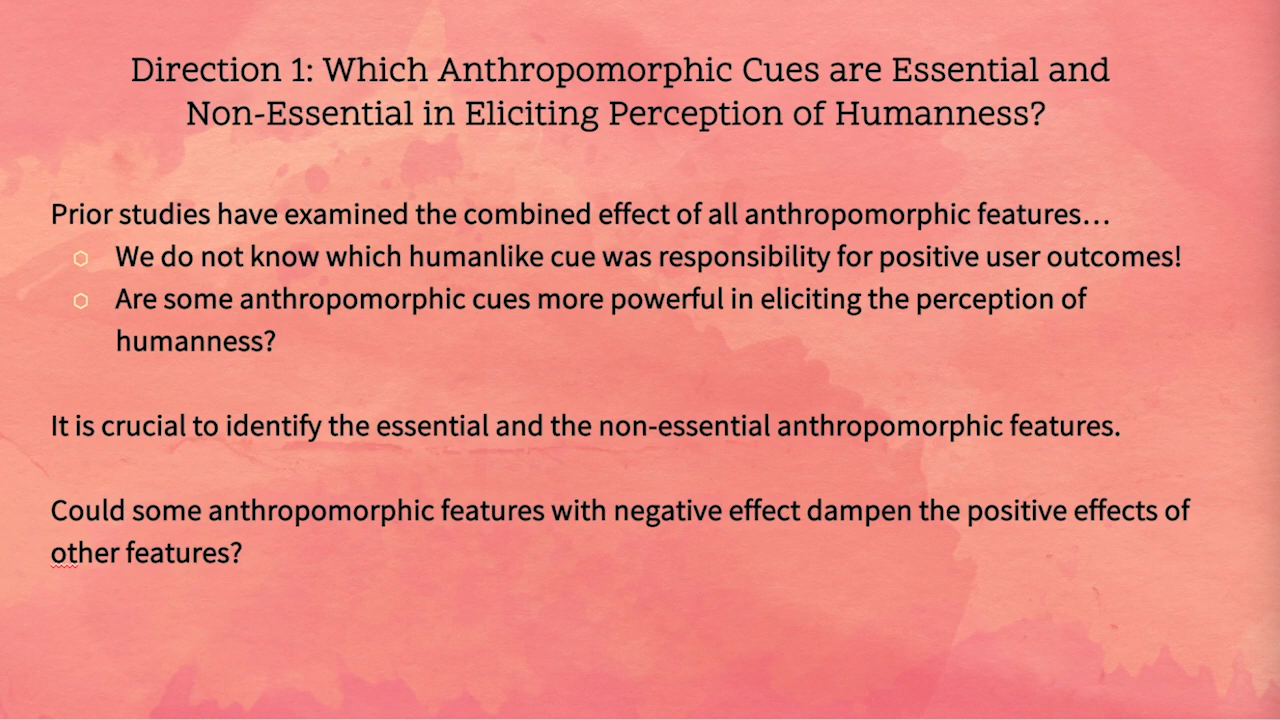 Direction 1: Which Anthropomorphic Cues are Essential and
Non-Essential in Eliciting Perception of Humanness?
Prior studies have examined the combined effect of all anthropomorphic features…
We do not know which humanlike cue was responsibility for positive user outcomes!
Are some anthropomorphic cues more powerful in eliciting the perception of
humanness?
It is crucial to identify the essential and the non-essential anthropomorphic features.
Could some anthropomorphic features with negative effect dampen the positive effects of
other features?